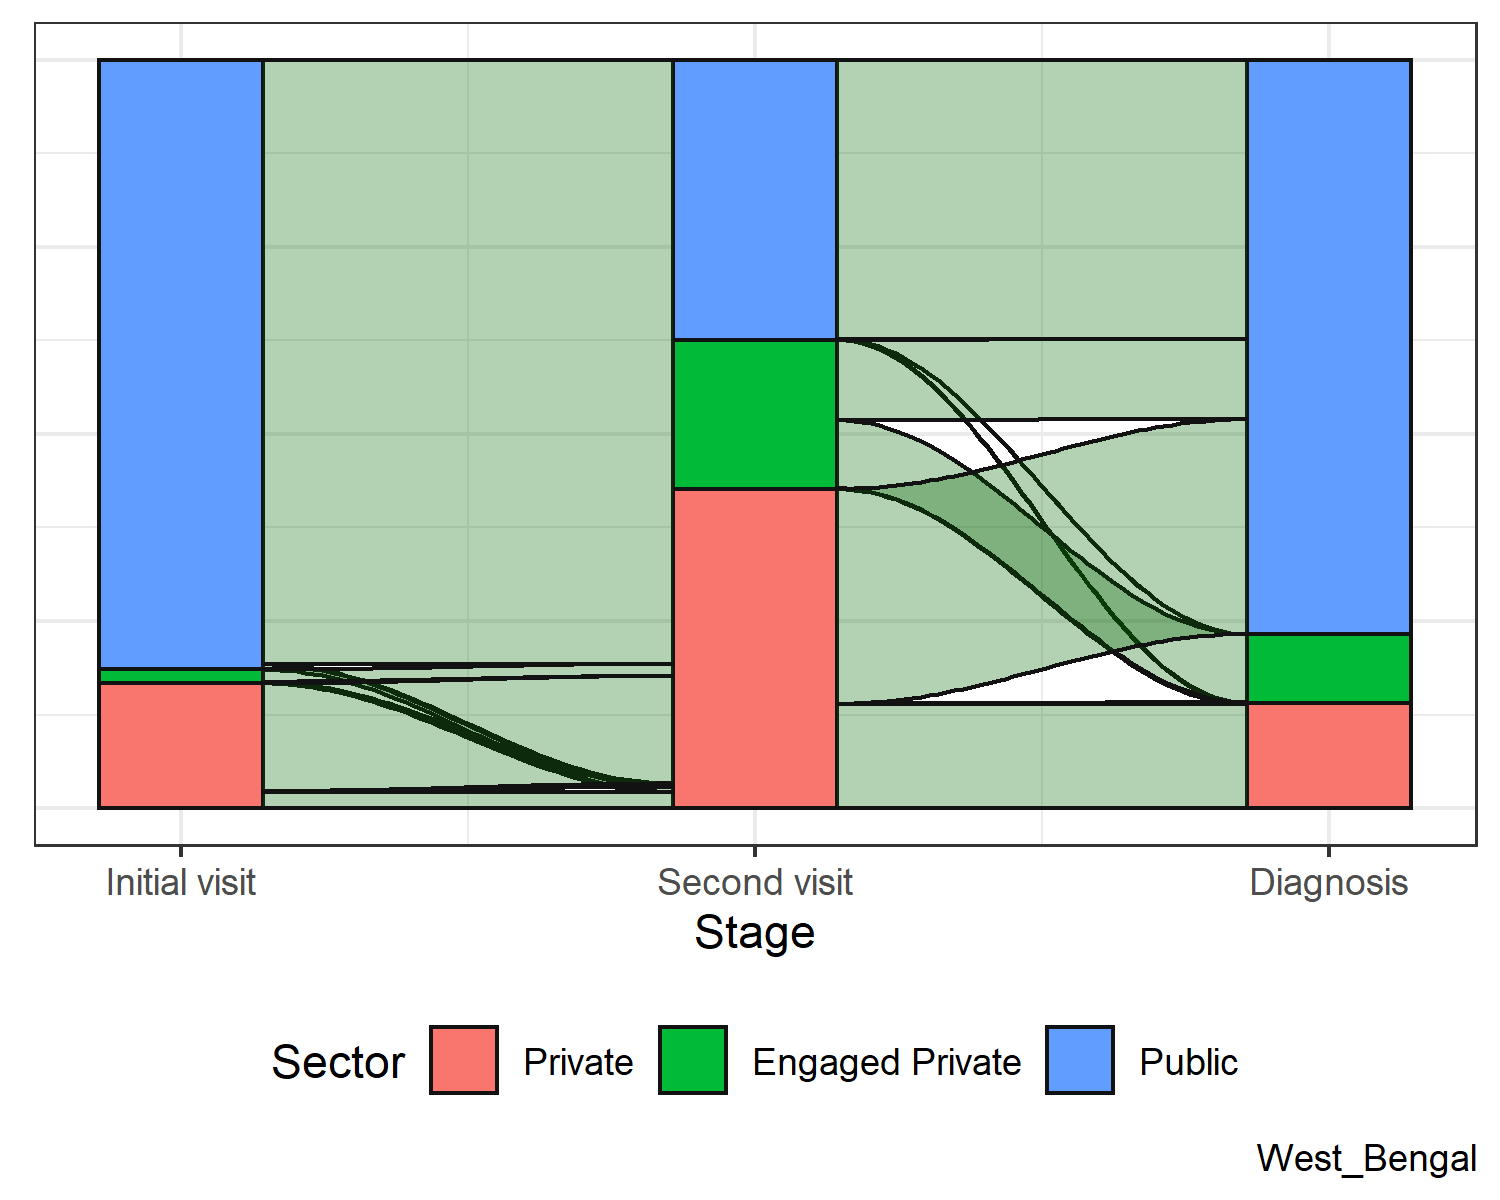 Initial visit Second visit Diagnosis
Stage
Sector Private Engaged Private Public
West_Bengal